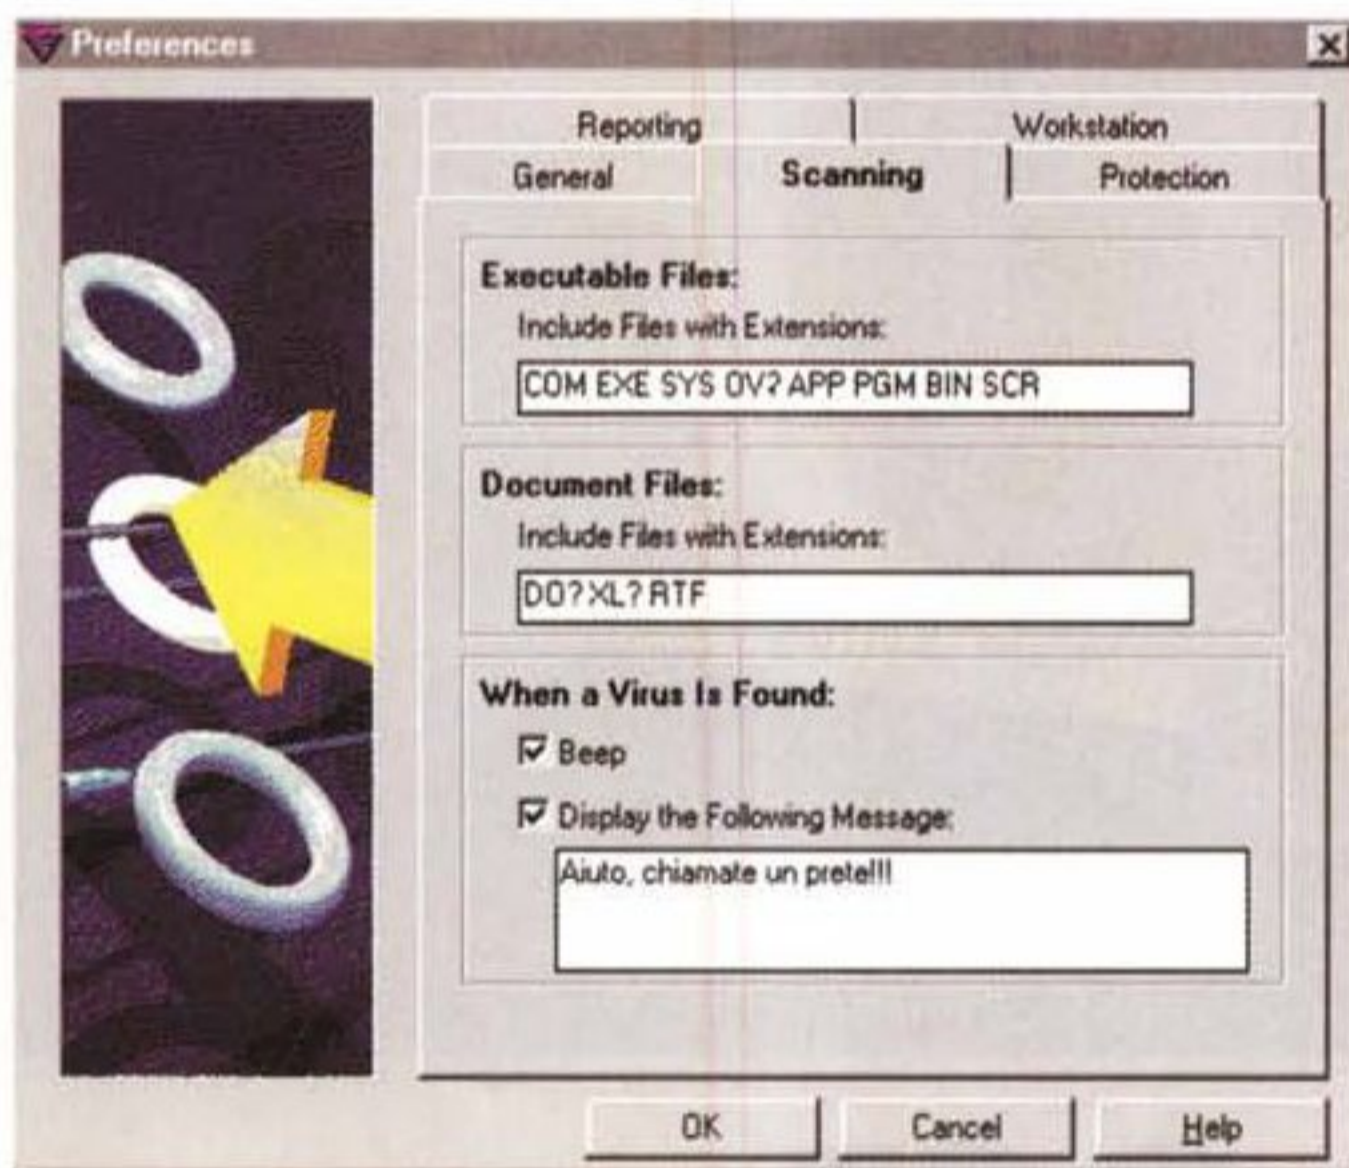 Preferences
Reporting
Workstation
General
Scanning
Protection
Executable Files:
Include Files with Extensions:
COM EXE SYS OV? APP PGM BIN SCR
Document Files:
Include Files with Extensions:
DO? XL? RTF
When a Virus Is Found:
Beep
Display the Following Message:
Aiuto, chiamate un prete!!!
OK
Cancel
Help